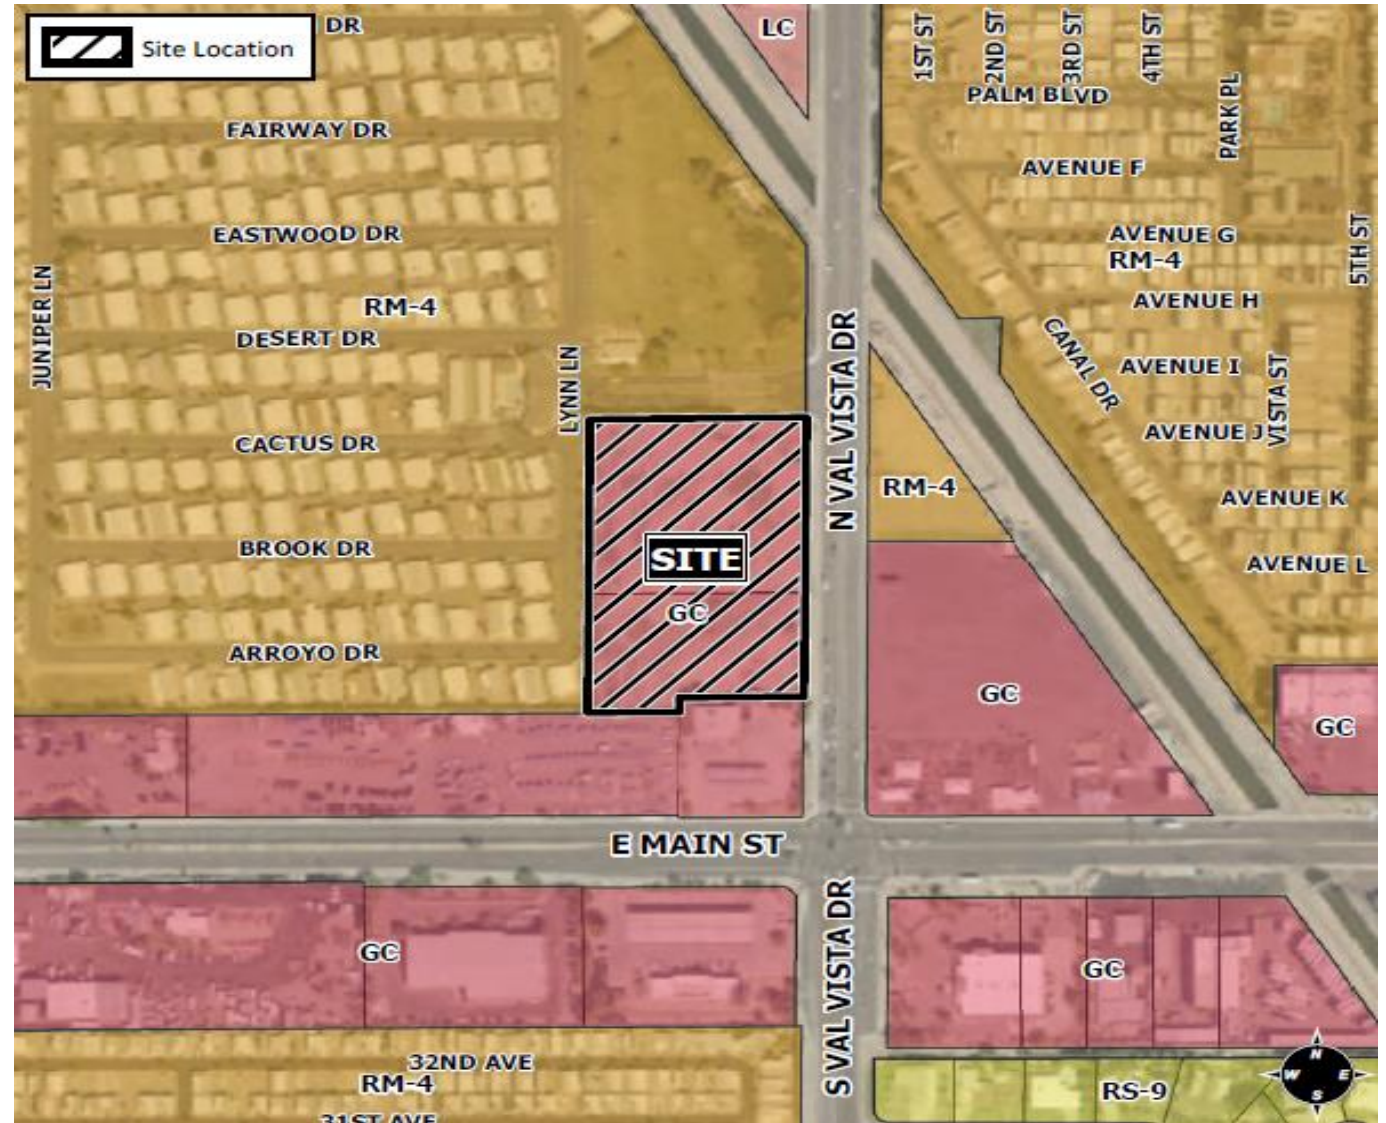 Site Location
DR
LC
1ST ST
2ND ST
3RD ST
4TH ST
PALM BLVD
PARK PL
FAIRWAY DR
AVENUE F
EASTWOOD DR
AVENUE G
RM-4
5TH ST
JUNIPER LN
RM-4
AVENUE H
DESERT DR
LYNN LN
N VAL VISTA DR
CANAL DR
AVENUE I
VISTA ST
CACTUS DR
AVENUE J
RM-4
AVENUE K
BROOK DR
SITE
AVENUE L
GC
ARROYO DR
GC
GC
E MAIN ST
S VAL VISTA DR
GC
GC
32ND AVE
RM-4
RS-9
31ST AVE
N
W
E
S